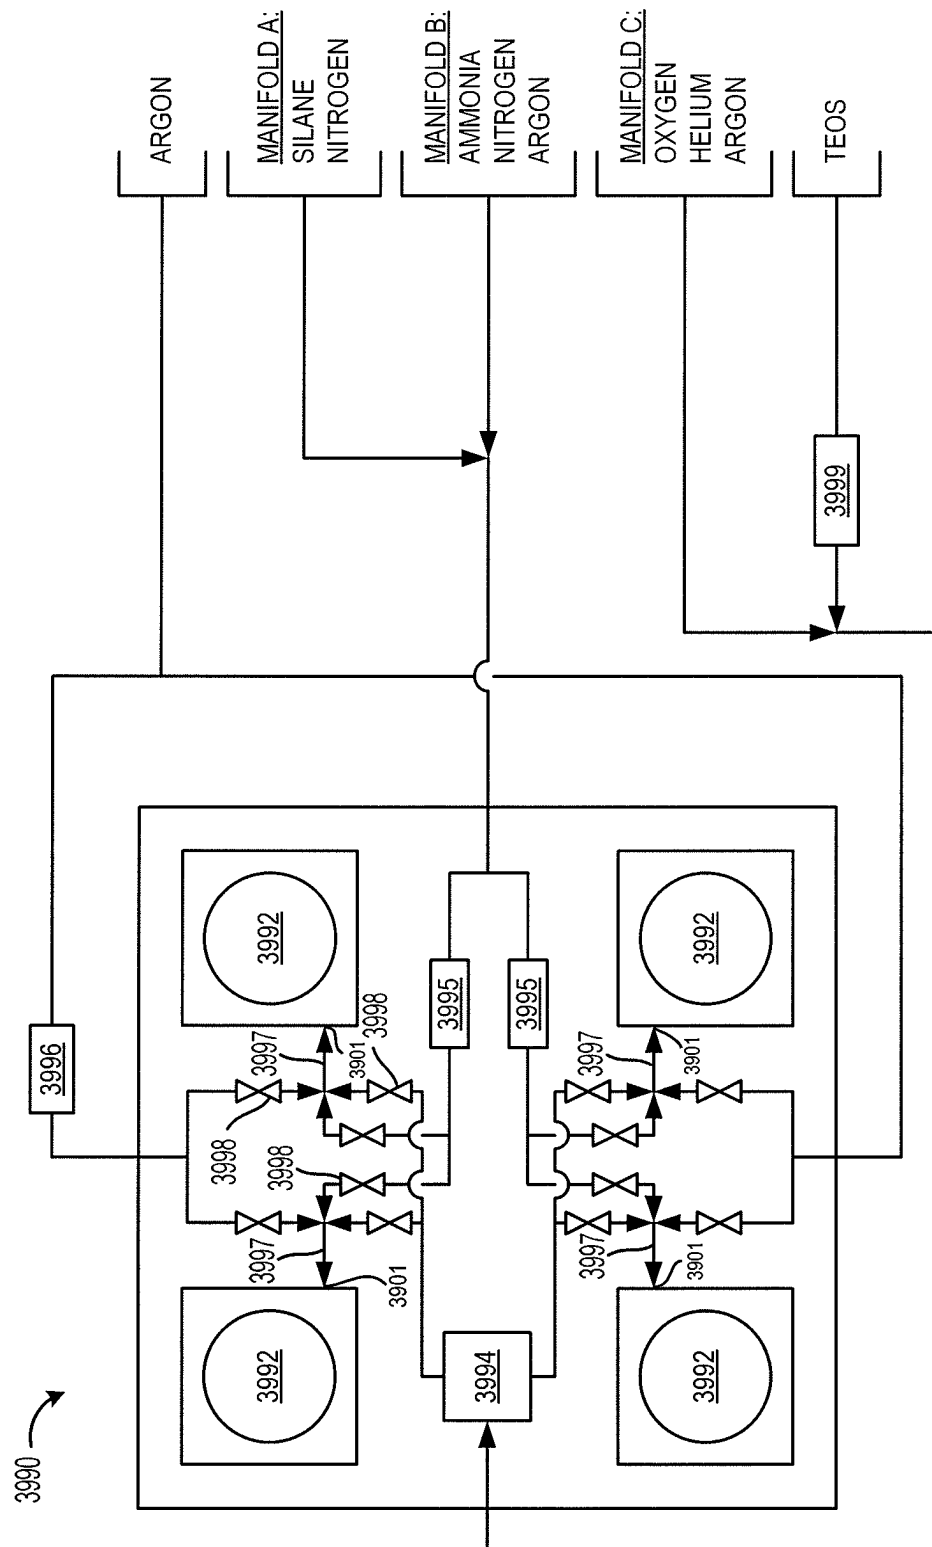 3990
3996
ARGON
3998
MANIFOLD A:
SILANE
NITROGEN
3992
3997
3998
3997
3992
3901
3901
3998
MANIFOLD B:
AMMONIA
NITROGEN
ARGON
3995
3994
3995
3997
3997
MANIFOLD C:
OXYGEN
HELIUM
ARGON
3992
3901
3901
3992
3999
TEOS